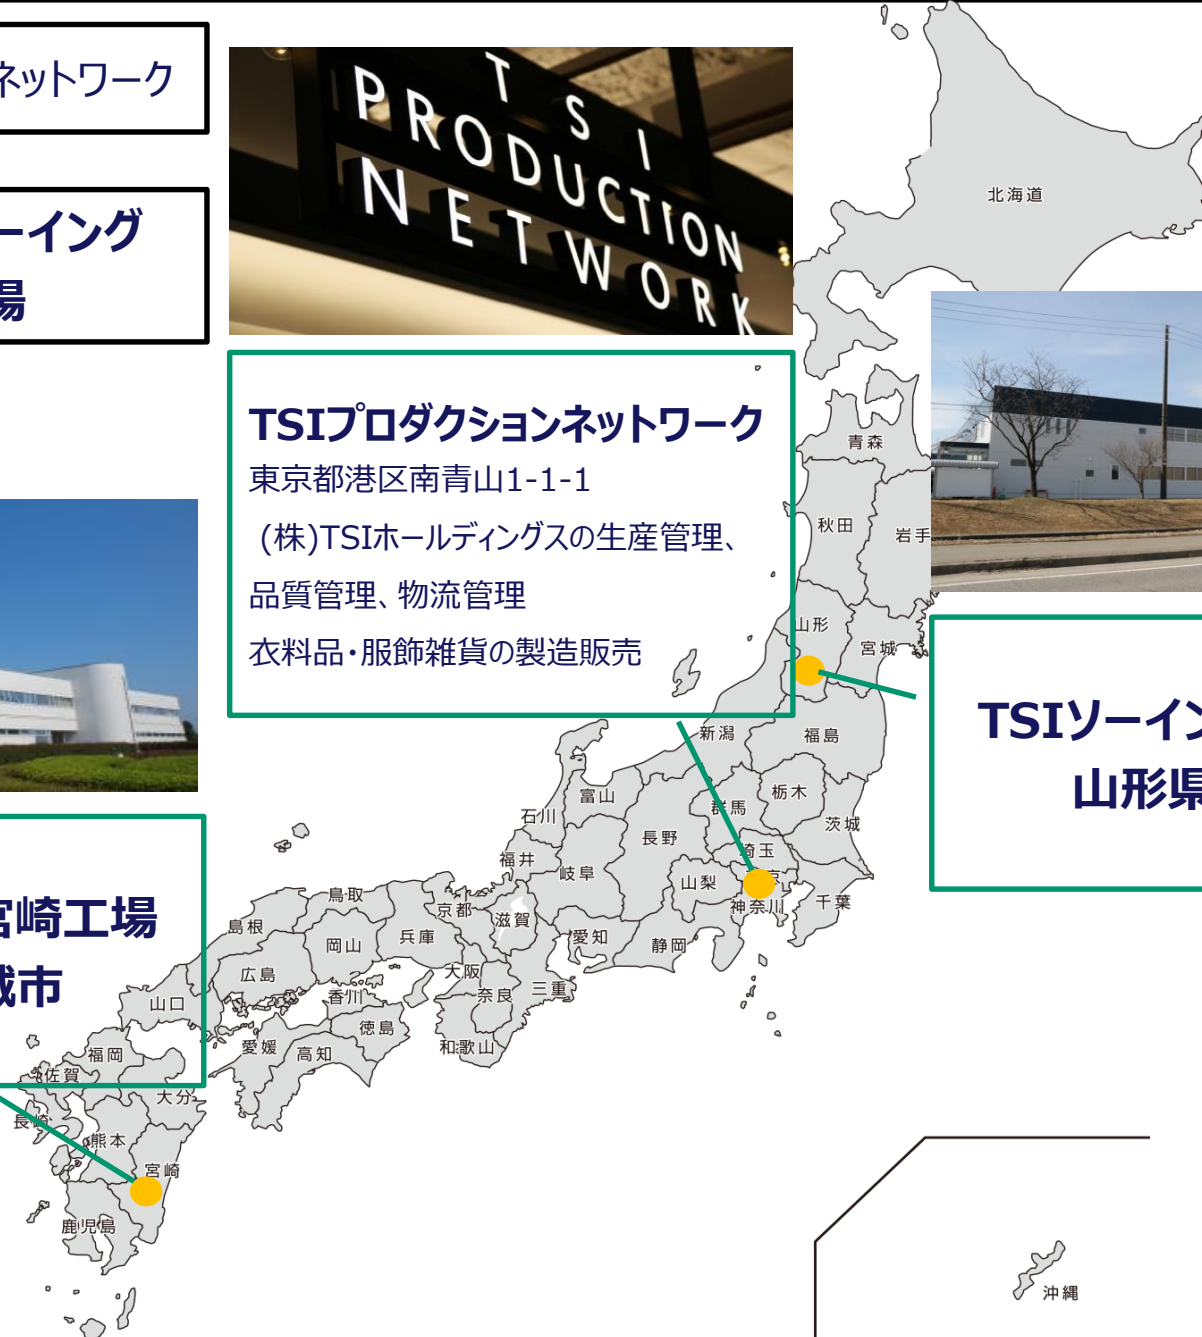 ネットワーク
ーイング
場
T S I
PRODUCTION
NETWORK
TSIプロダクションネットワーク
東京都港区南青山1-1-1
(株)TSIホールディングスの生産管理、
品質管理、物流管理
衣料品・服飾雑貨の製造販売
TSIソーイン
山形県
宮崎工場
城市
北海道
青森
秋田
岩手
山形
宮城
新潟
福島
富山
石川
群馬
栃木
茨城
長野
埼玉
福井
岐阜
山梨
東京
神奈川
千葉
鳥取
島根
京都
滋賀
岡山
兵庫
愛知
静岡
広島
大阪
香川
奈良
三重
山口
徳島
愛媛
高知
和歌山
福岡
佐賀
大分
長崎
熊本
宮崎
鹿児島
沖縄